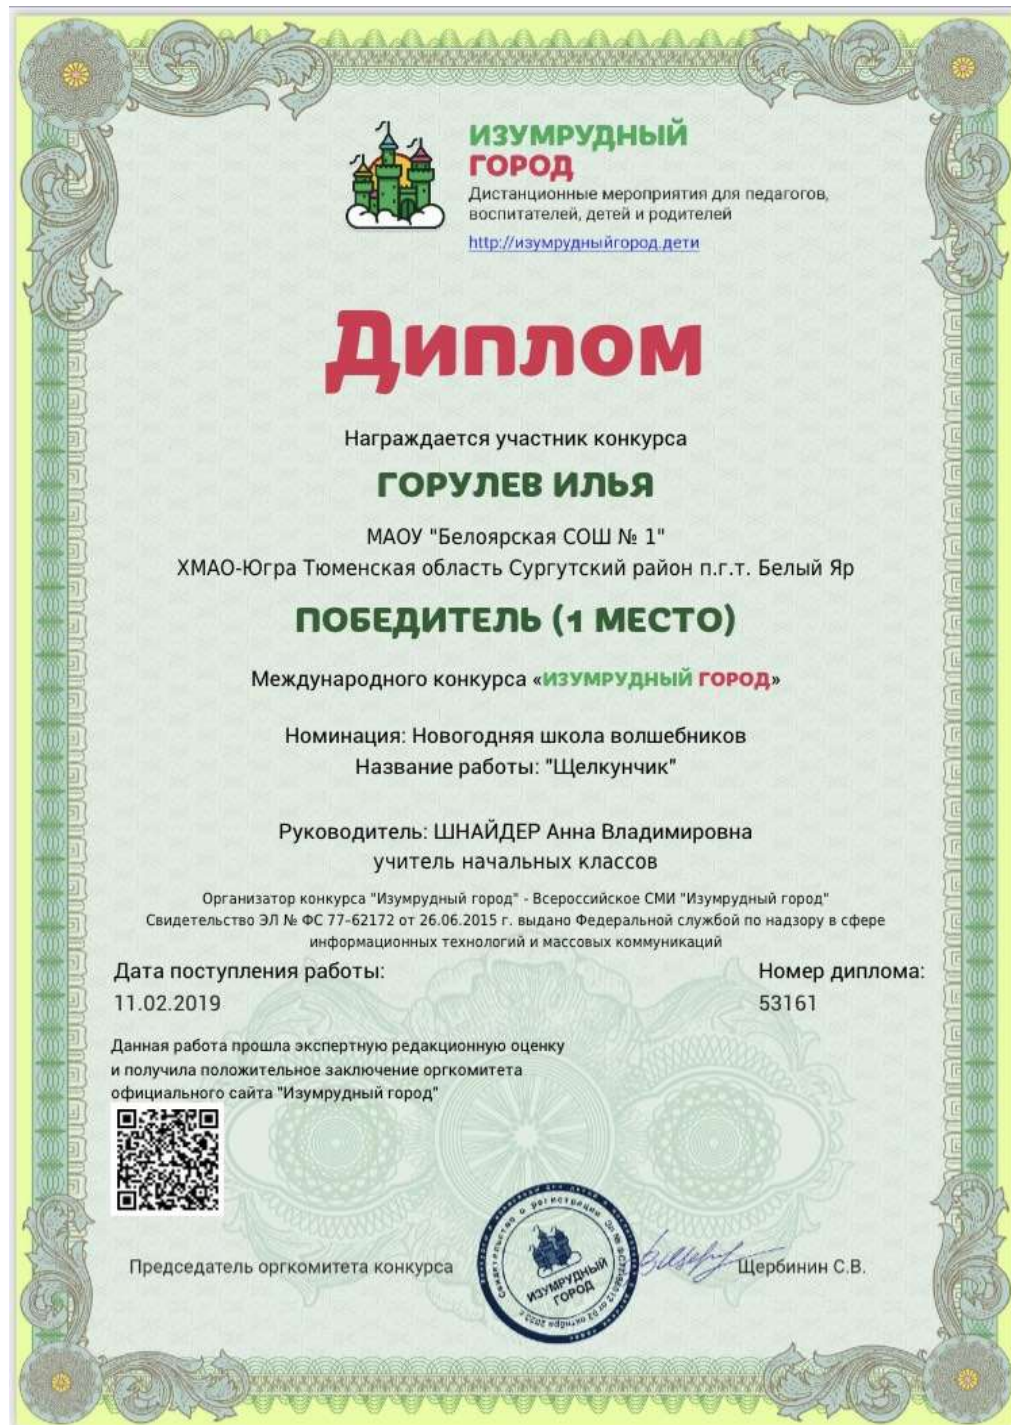 ИЗУМРУДНЫЙ
ГОРОД
Дистанционные мероприятия для педагогов,
воспитателей, детей и родителей
http://изумрудныйгород.дети
Диплом
Награждается участник конкурса
ГОРУЛЕВ ИЛЬЯ
МАОУ "Белоярская СОШ № 1"
ХМАО-Югра Тюменская область Сургутский район п.г.т. Белый Яр
ПОБЕДИТЕЛЬ (1 МЕСТО)
Международного конкурса «ИЗУМРУДНЫЙ ГОРОД»
Номинация: Новогодняя школа волшебников
Название работы: "Щелкунчик"
Руководитель: ШНАЙДЕР Анна Владимировна
учитель начальных классов
Организатор конкурса "Изумрудный город" - Всероссийское СМИ "Изумрудный город"
Свидетельство ЭЛ № ФС 77-62172 от 26.06.2015 г. выдано Федеральной службой по надзору в сфере
информационных технологий и массовых коммуникаций
Дата поступления работы:
Номер диплома:
11.02.2019
53161
Данная работа прошла экспертную редакционную оценку
и получила положительное заключение оргкомитета
официального сайта "Изумрудный город"
Председатель оргкомитета конкурса
Свидетельство о регистрации
ИЗУМРУДНЫЙ
ГОРОД
Щербинин С.В.